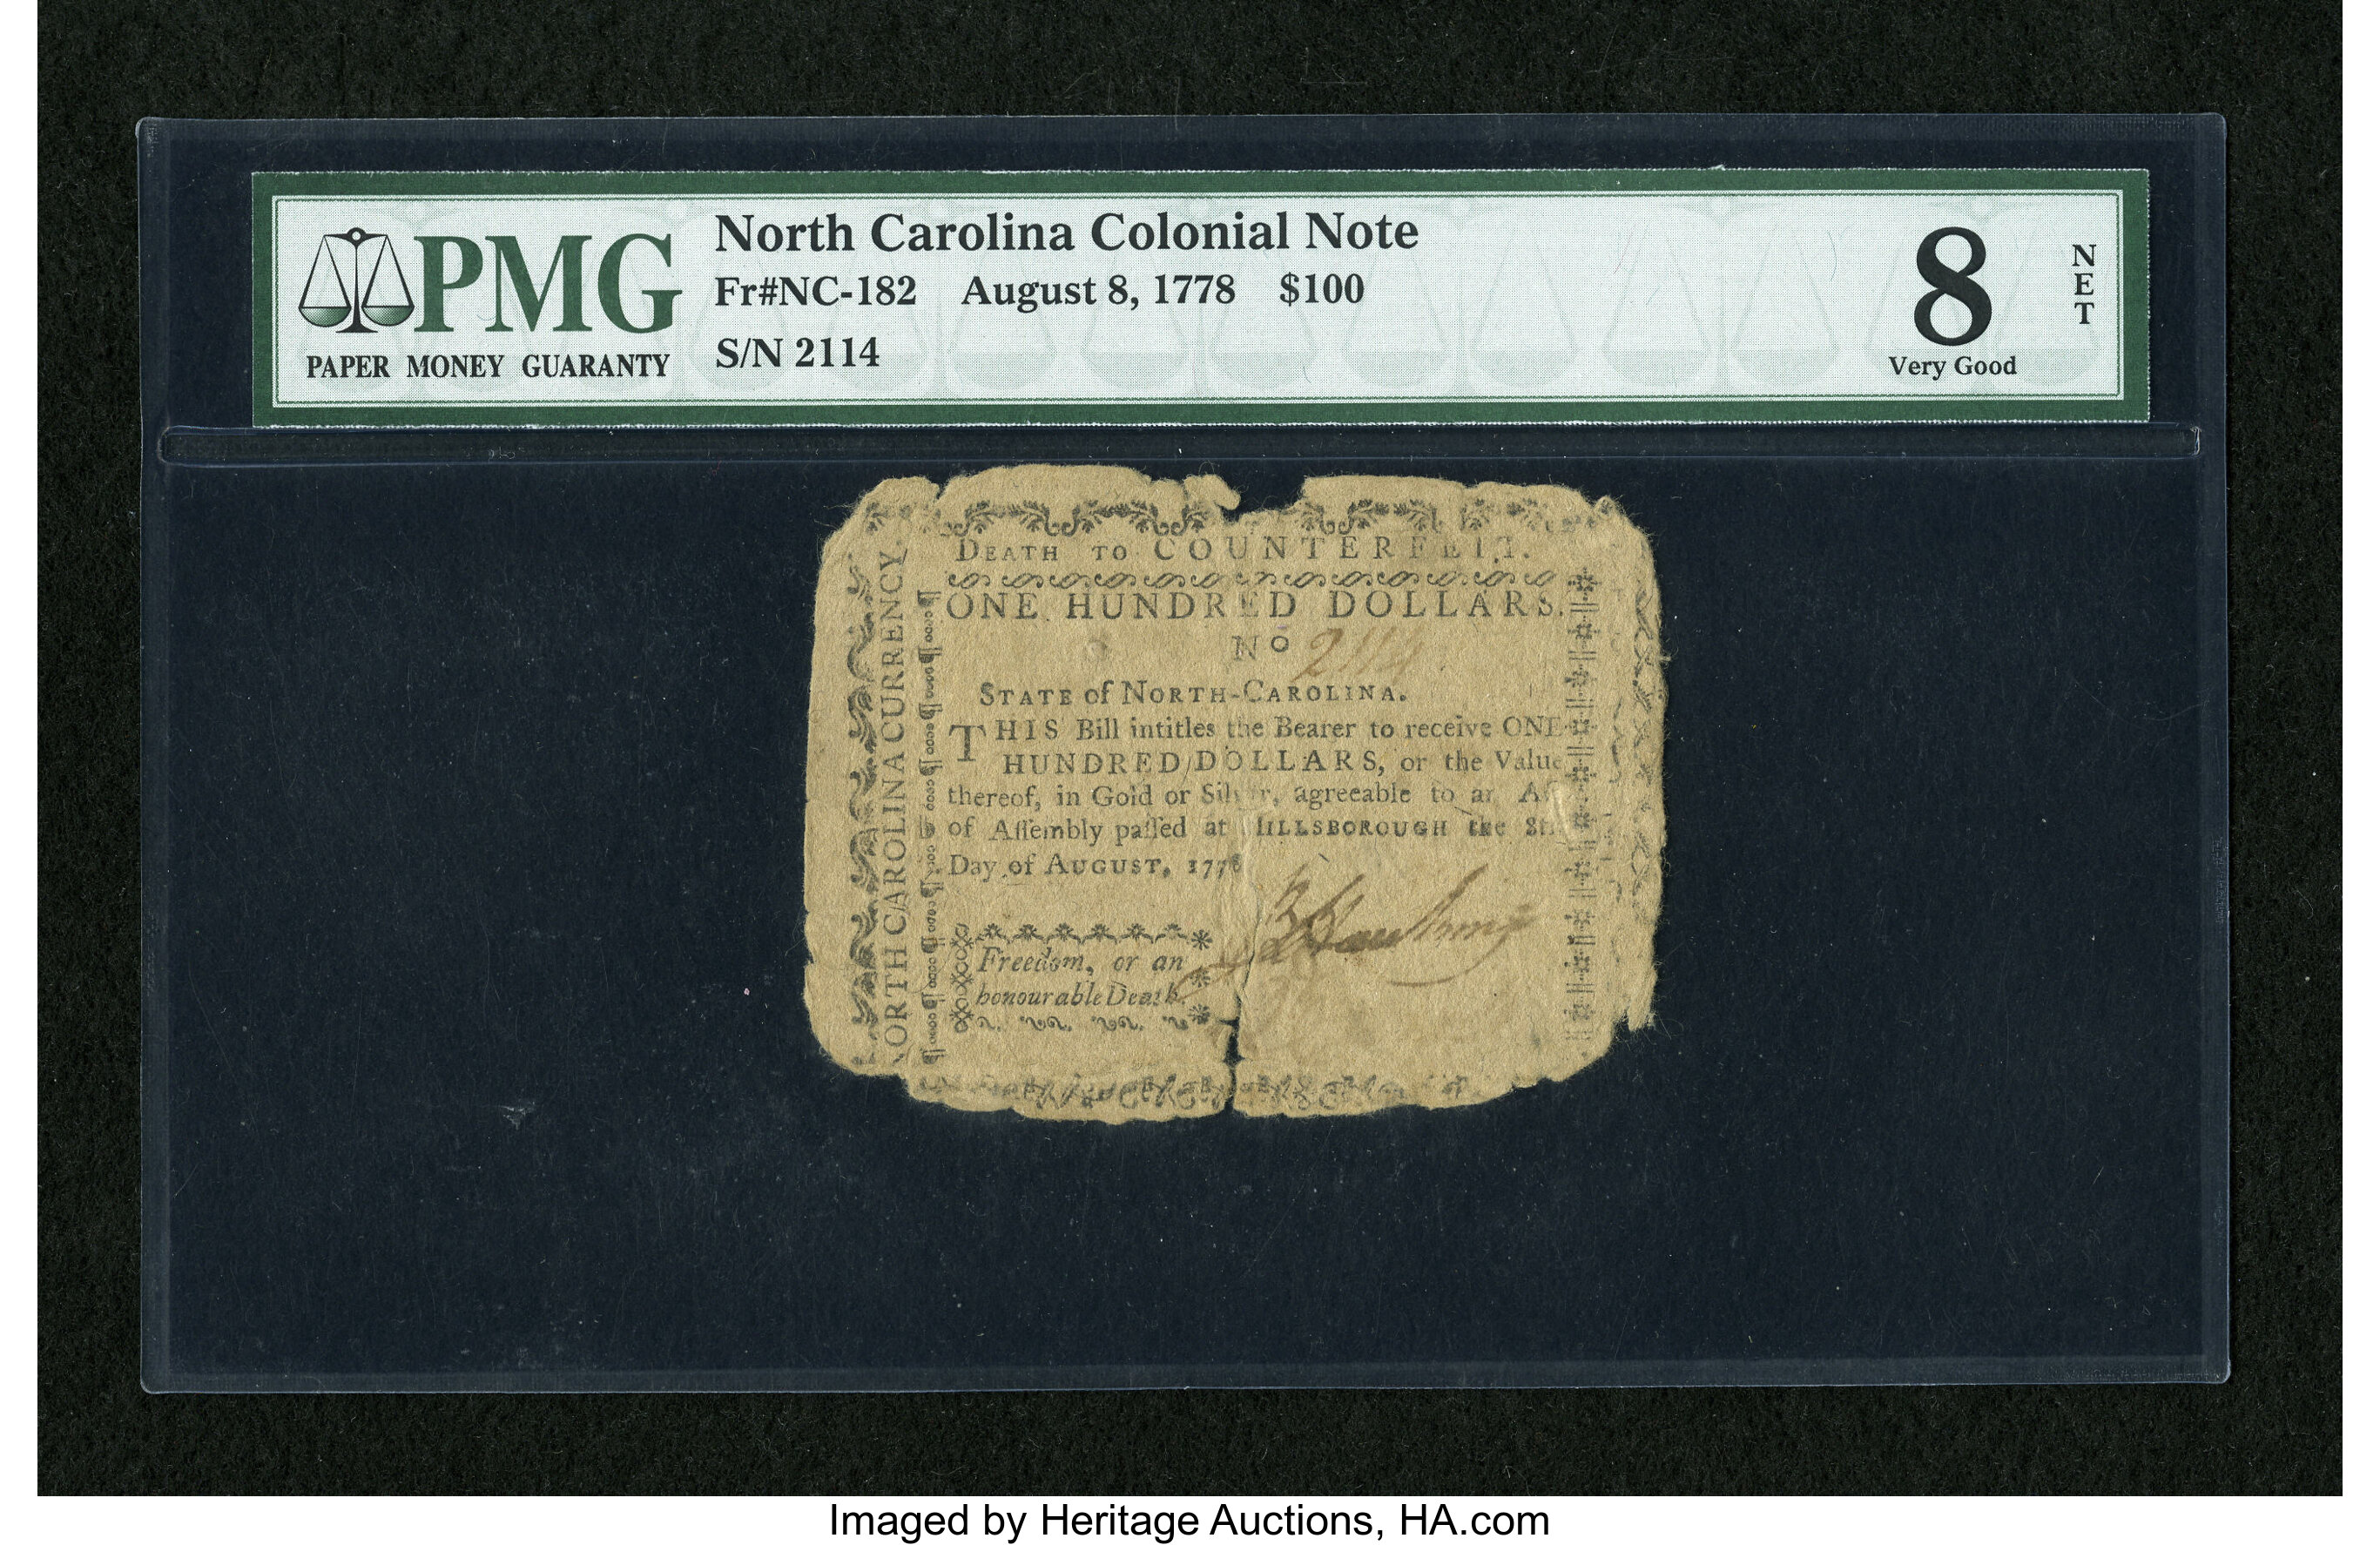 PMG
PAPER MONEY GUARANTY
North Carolina Colonial Note
Fr#NC-182 August 8, 1778 $100
S/N 2114
8
Very Good
NET
DEATH TO COUNTERFEIT.
ONE HUNDRED DOLLARS.
No 2114
STATE of NORTH-CAROLINA.
THIS Bill intitles the Bearer to receive ONE
HUNDRED DOLLARS, or the Value
thereof, in Gold or Silver, agreeable to an Act
of Aſſembly paſſed at HILLSBOROUGH the 8th
Day of AUGUST, 1778
Freedom, or an
honourable Death.
NORTH CAROLINA CURRENCY.
Imaged by Heritage Auctions, HA.com